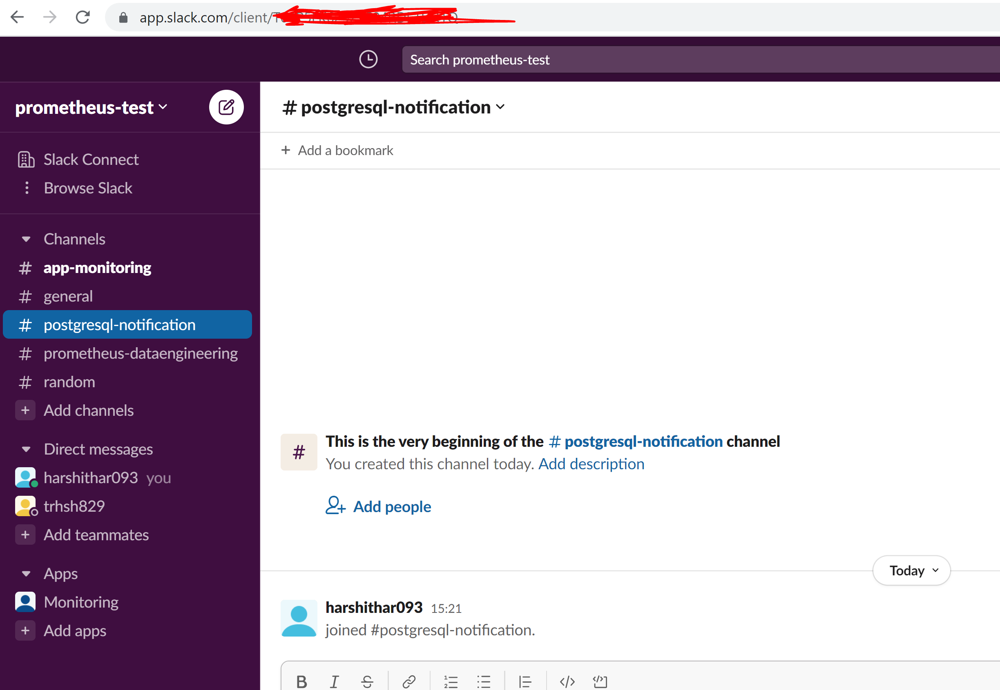 app.slack.com/client/
Search prometheus-test
prometheus-test
# postgresql-notification
+ Add a bookmark
Slack Connect
Browse Slack
Channels
# app-monitoring
# general
# postgresql-notification
# prometheus-dataengineering
# random
+ Add channels
Direct messages
harshithar093 you
trhsh829
+ Add teammates
Apps
Monitoring
+ Add apps
# This is the very beginning of the # postgresql-notification channel
You created this channel today. Add description
Add people
Today
harshithar093 15:21
joined #postgresql-notification.
B I S